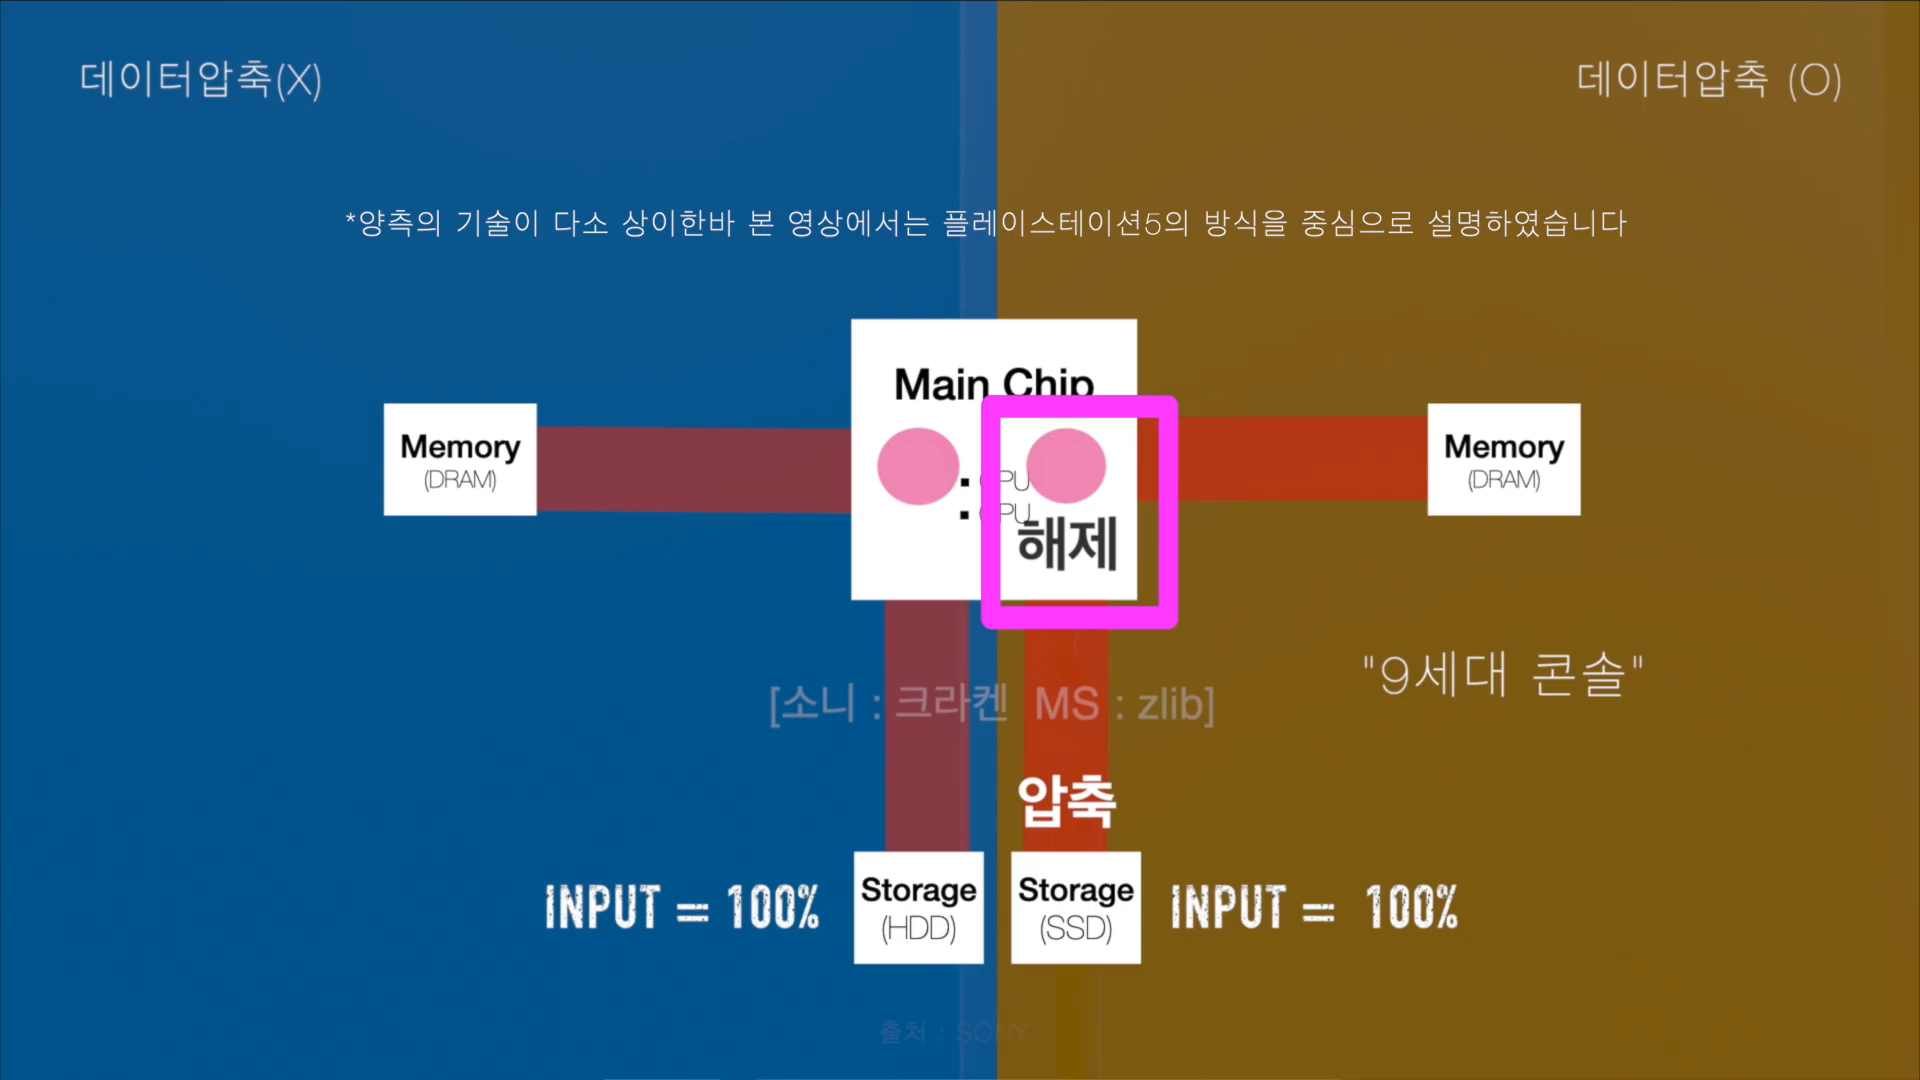 데이터압축(X)
데이터압축 (O)
*양측의 기술이 다소 상이한바 본 영상에서는 플레이스테이션5의 방식을 중심으로 설명하였습니다
Main Chip
Memory
(DRAM)
Memory
(DRAM)
해제
"9세대 콘솔"
[소니 : 크라켄 MS : zlib]
압축
INPUT = 100%
Storage
(HDD)
Storage
(SSD)
INPUT = 100%
출처 : SONY